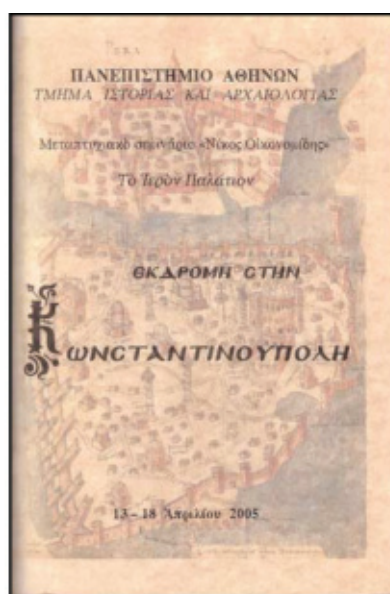 ΠΑΝΕΠΙΣΤΗΜΙΟ ΑΘΗΝΩΝ
ΤΜΗΜΑ ΙΣΤΟΡΙΑΣ ΚΑΙ ΑΡΧΑΙΟΛΟΓΙΑΣ
Μεταπτυχιακό σεμινάριο «Νίκος Οικονομίδης»
Τὸ Ἱερὸν Παλάτιον
ΕΚΔΡΟΜΗ ΣΤΗΝ
ΚΩΝΣΤΑΝΤΙΝΟΥΠΟΛΗ
13 – 18 Ἀπριλίου 2005